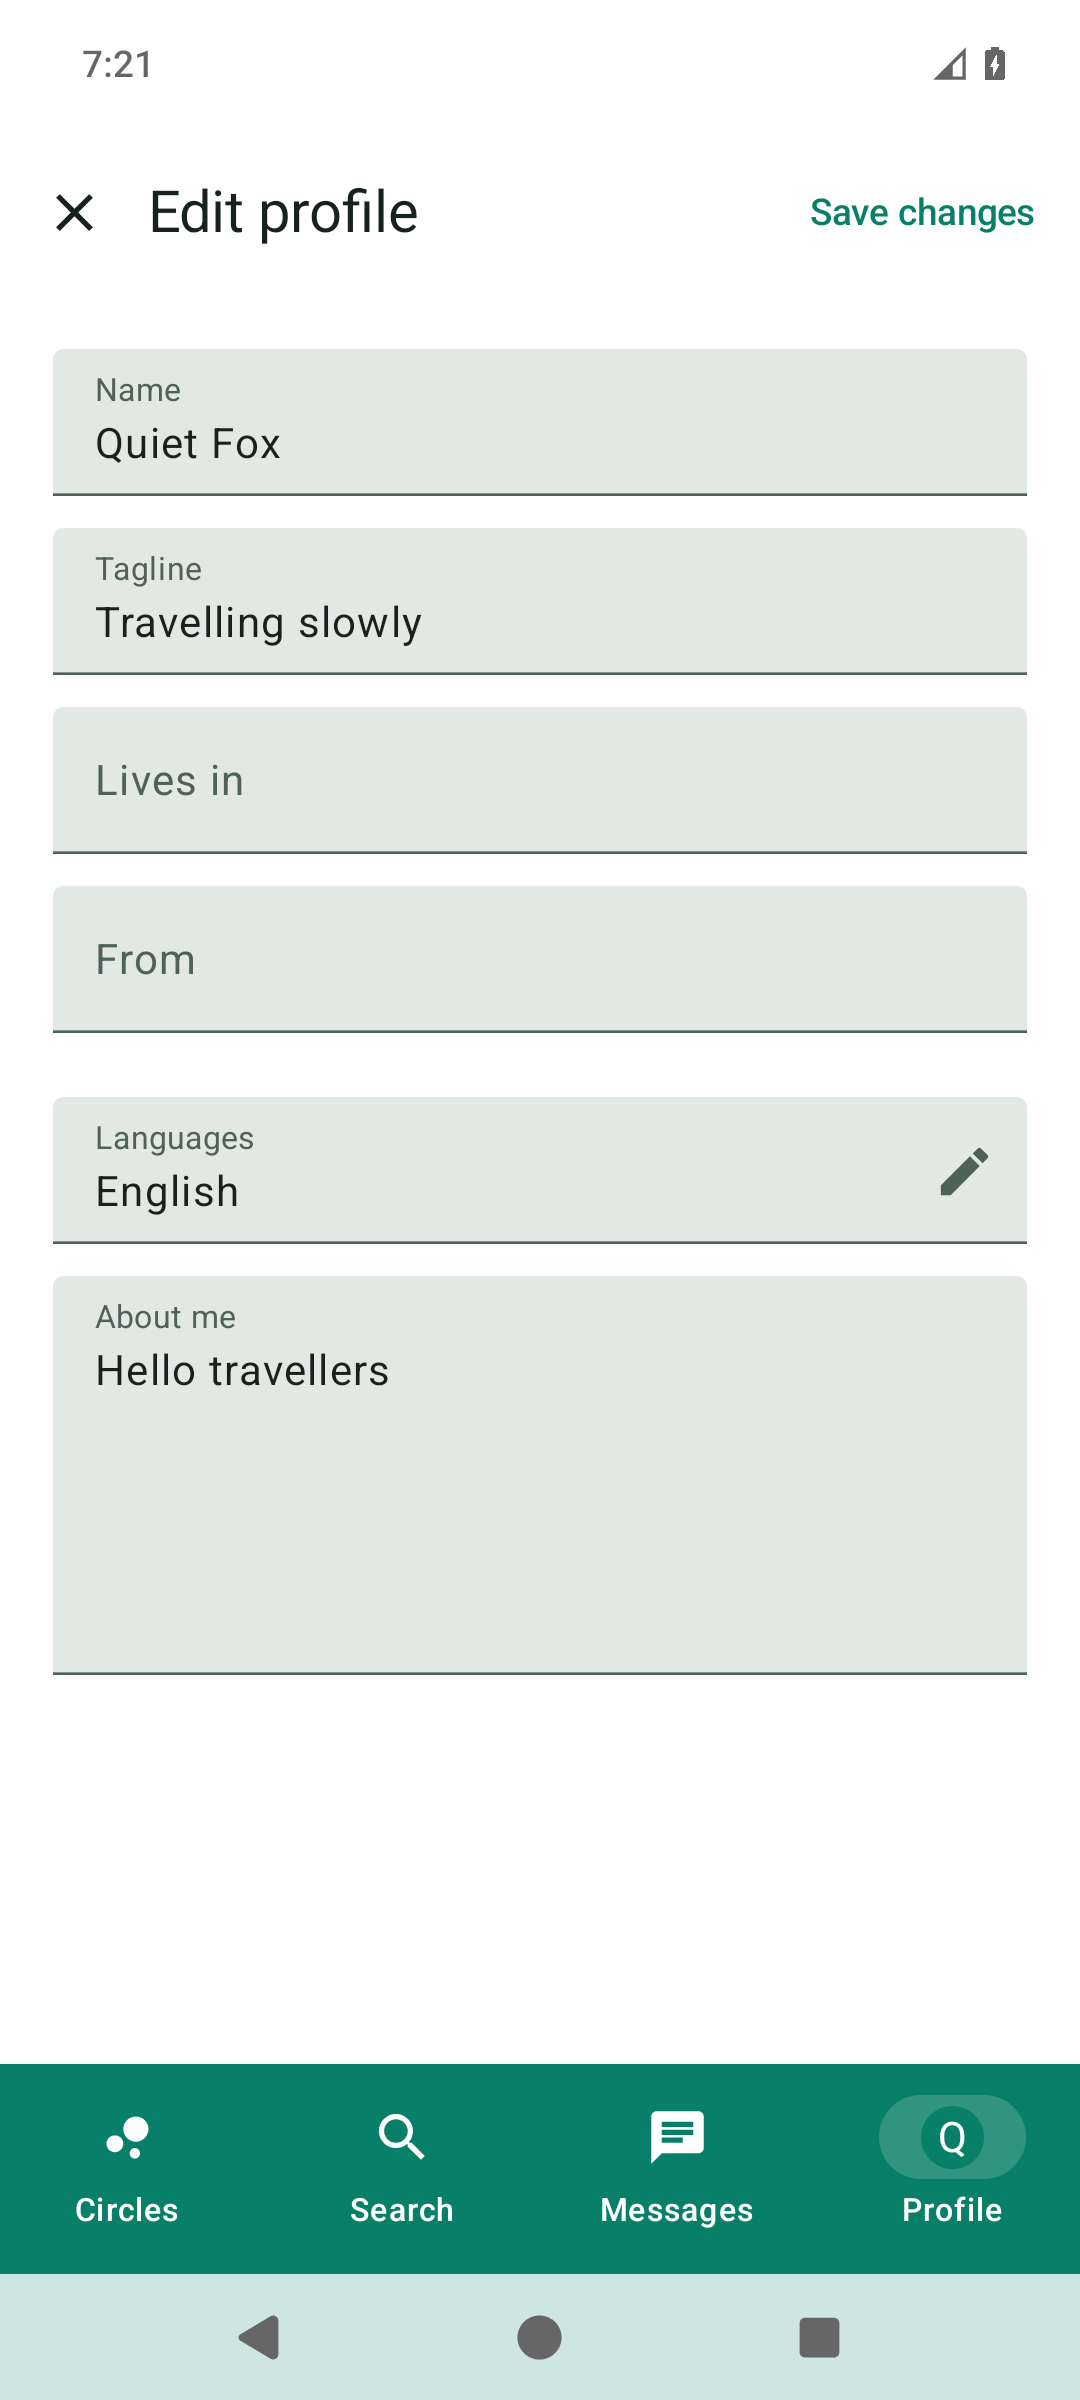 7:21
Edit profile
Save changes
Name
Quiet Fox
Tagline
Travelling slowly
Lives in
From
Languages
English
About me
Hello travellers
Q
Circles
Search
Messages
Profile